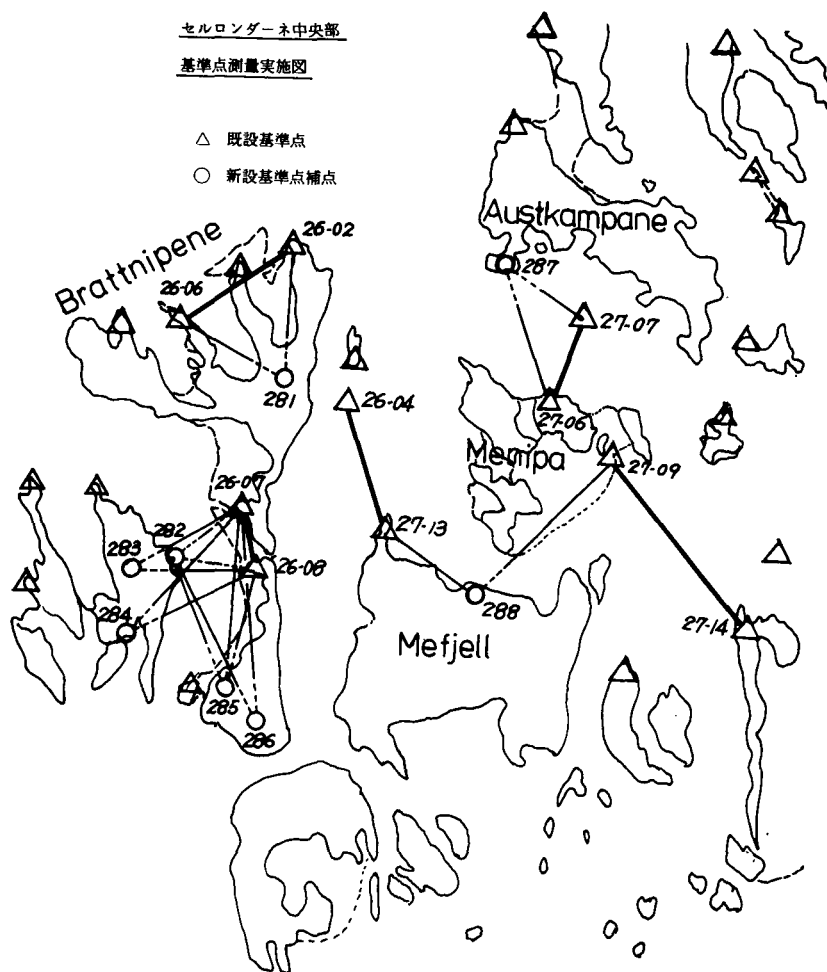 セルロンダーネ中央部
基準点測量実施図
△ 既設基準点
○ 新設基準点補点
Brattnipene
26-02
26-06
281
Austkampane
287
27-07
27-06
26-04
Menipa
27-09
26-07
282
283
26-08
284
285
286
27-13
288
Mefjell
27-14